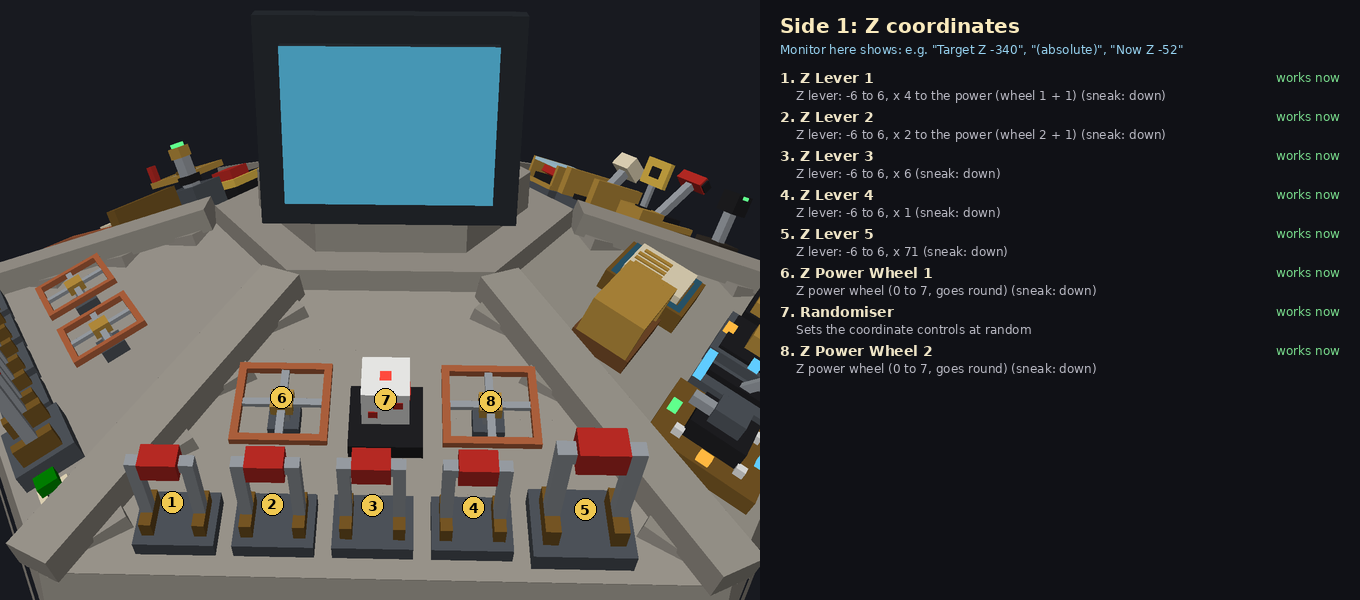 Side 1: Z coordinates
Monitor here shows: e.g. "Target Z -340", "(absolute)", "Now Z -52"
1. Z Lever 1 works now
Z lever: -6 to 6, x 4 to the power (wheel 1 + 1) (sneak: down)
2. Z Lever 2 works now
Z lever: -6 to 6, x 2 to the power (wheel 2 + 1) (sneak: down)
3. Z Lever 3 works now
Z lever: -6 to 6, x 6 (sneak: down)
4. Z Lever 4 works now
Z lever: -6 to 6, x 1 (sneak: down)
5. Z Lever 5 works now
Z lever: -6 to 6, x 71 (sneak: down)
6. Z Power Wheel 1 works now
Z power wheel (0 to 7, goes round) (sneak: down)
7. Randomiser works now
Sets the coordinate controls at random
8. Z Power Wheel 2 works now
Z power wheel (0 to 7, goes round) (sneak: down)
6
7
8
1
2
3
4
5